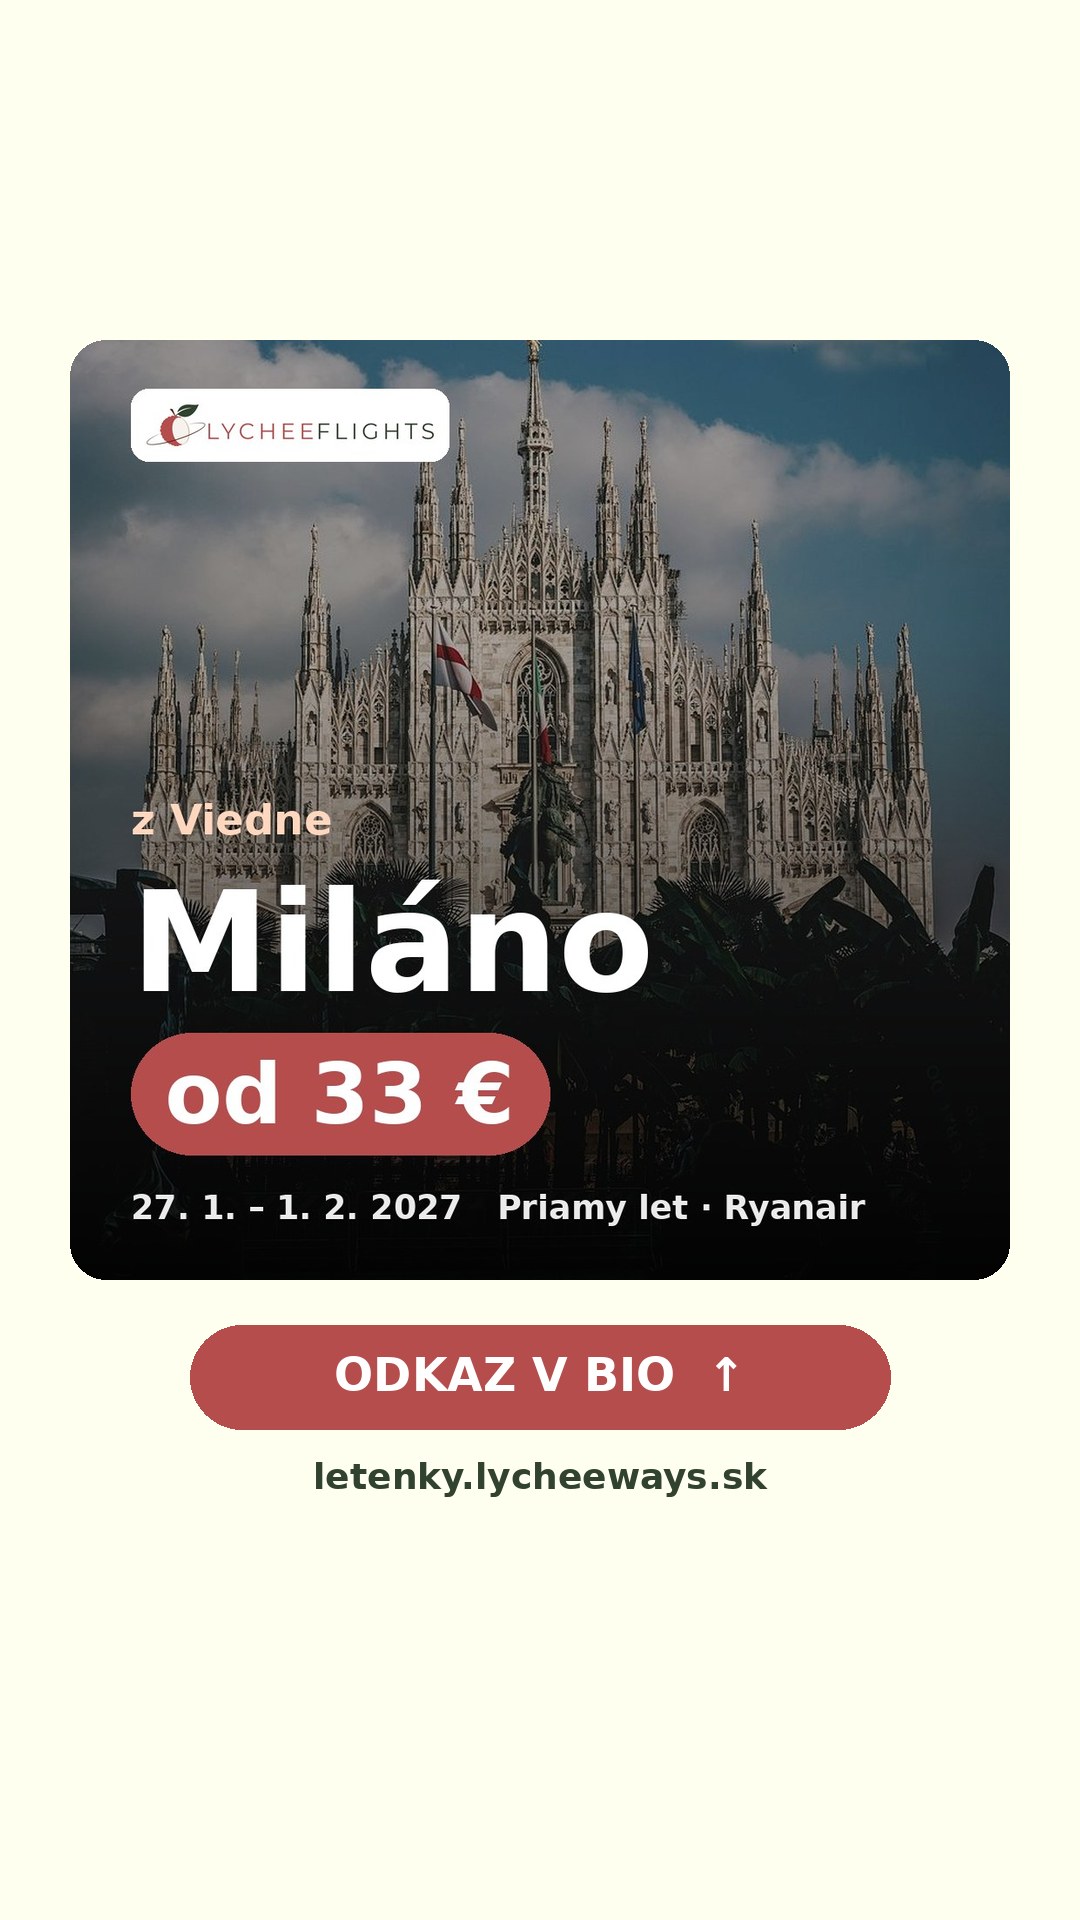 LYCHEEFLIGHTS
z Viedne
Miláno
od 33 €
27. 1. – 1. 2. 2027 Priamy let · Ryanair
ODKAZ V BIO ↑
letenky.lycheeways.sk